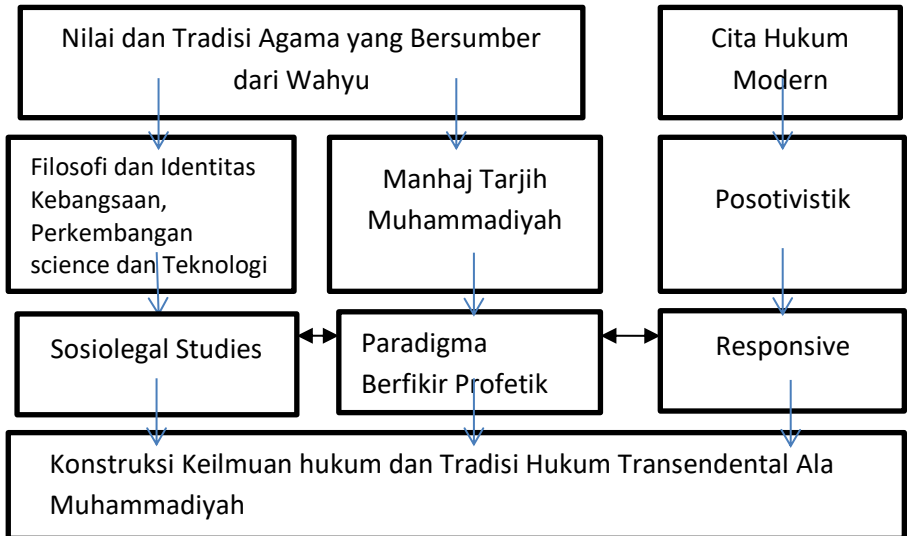 Nilai dan Tradisi Agama yang Bersumber
dari Wahyu
Cita Hukum
Modern
Filosofi dan Identitas
Kebangsaan,
Perkembangan
science dan Teknologi
Manhaj Tarjih
Muhammadiyah
Posotivistik
Sosiolegal Studies
Paradigma
Berfikir Profetik
Responsive
Konstruksi Keilmuan hukum dan Tradisi Hukum Transendental Ala
Muhammadiyah